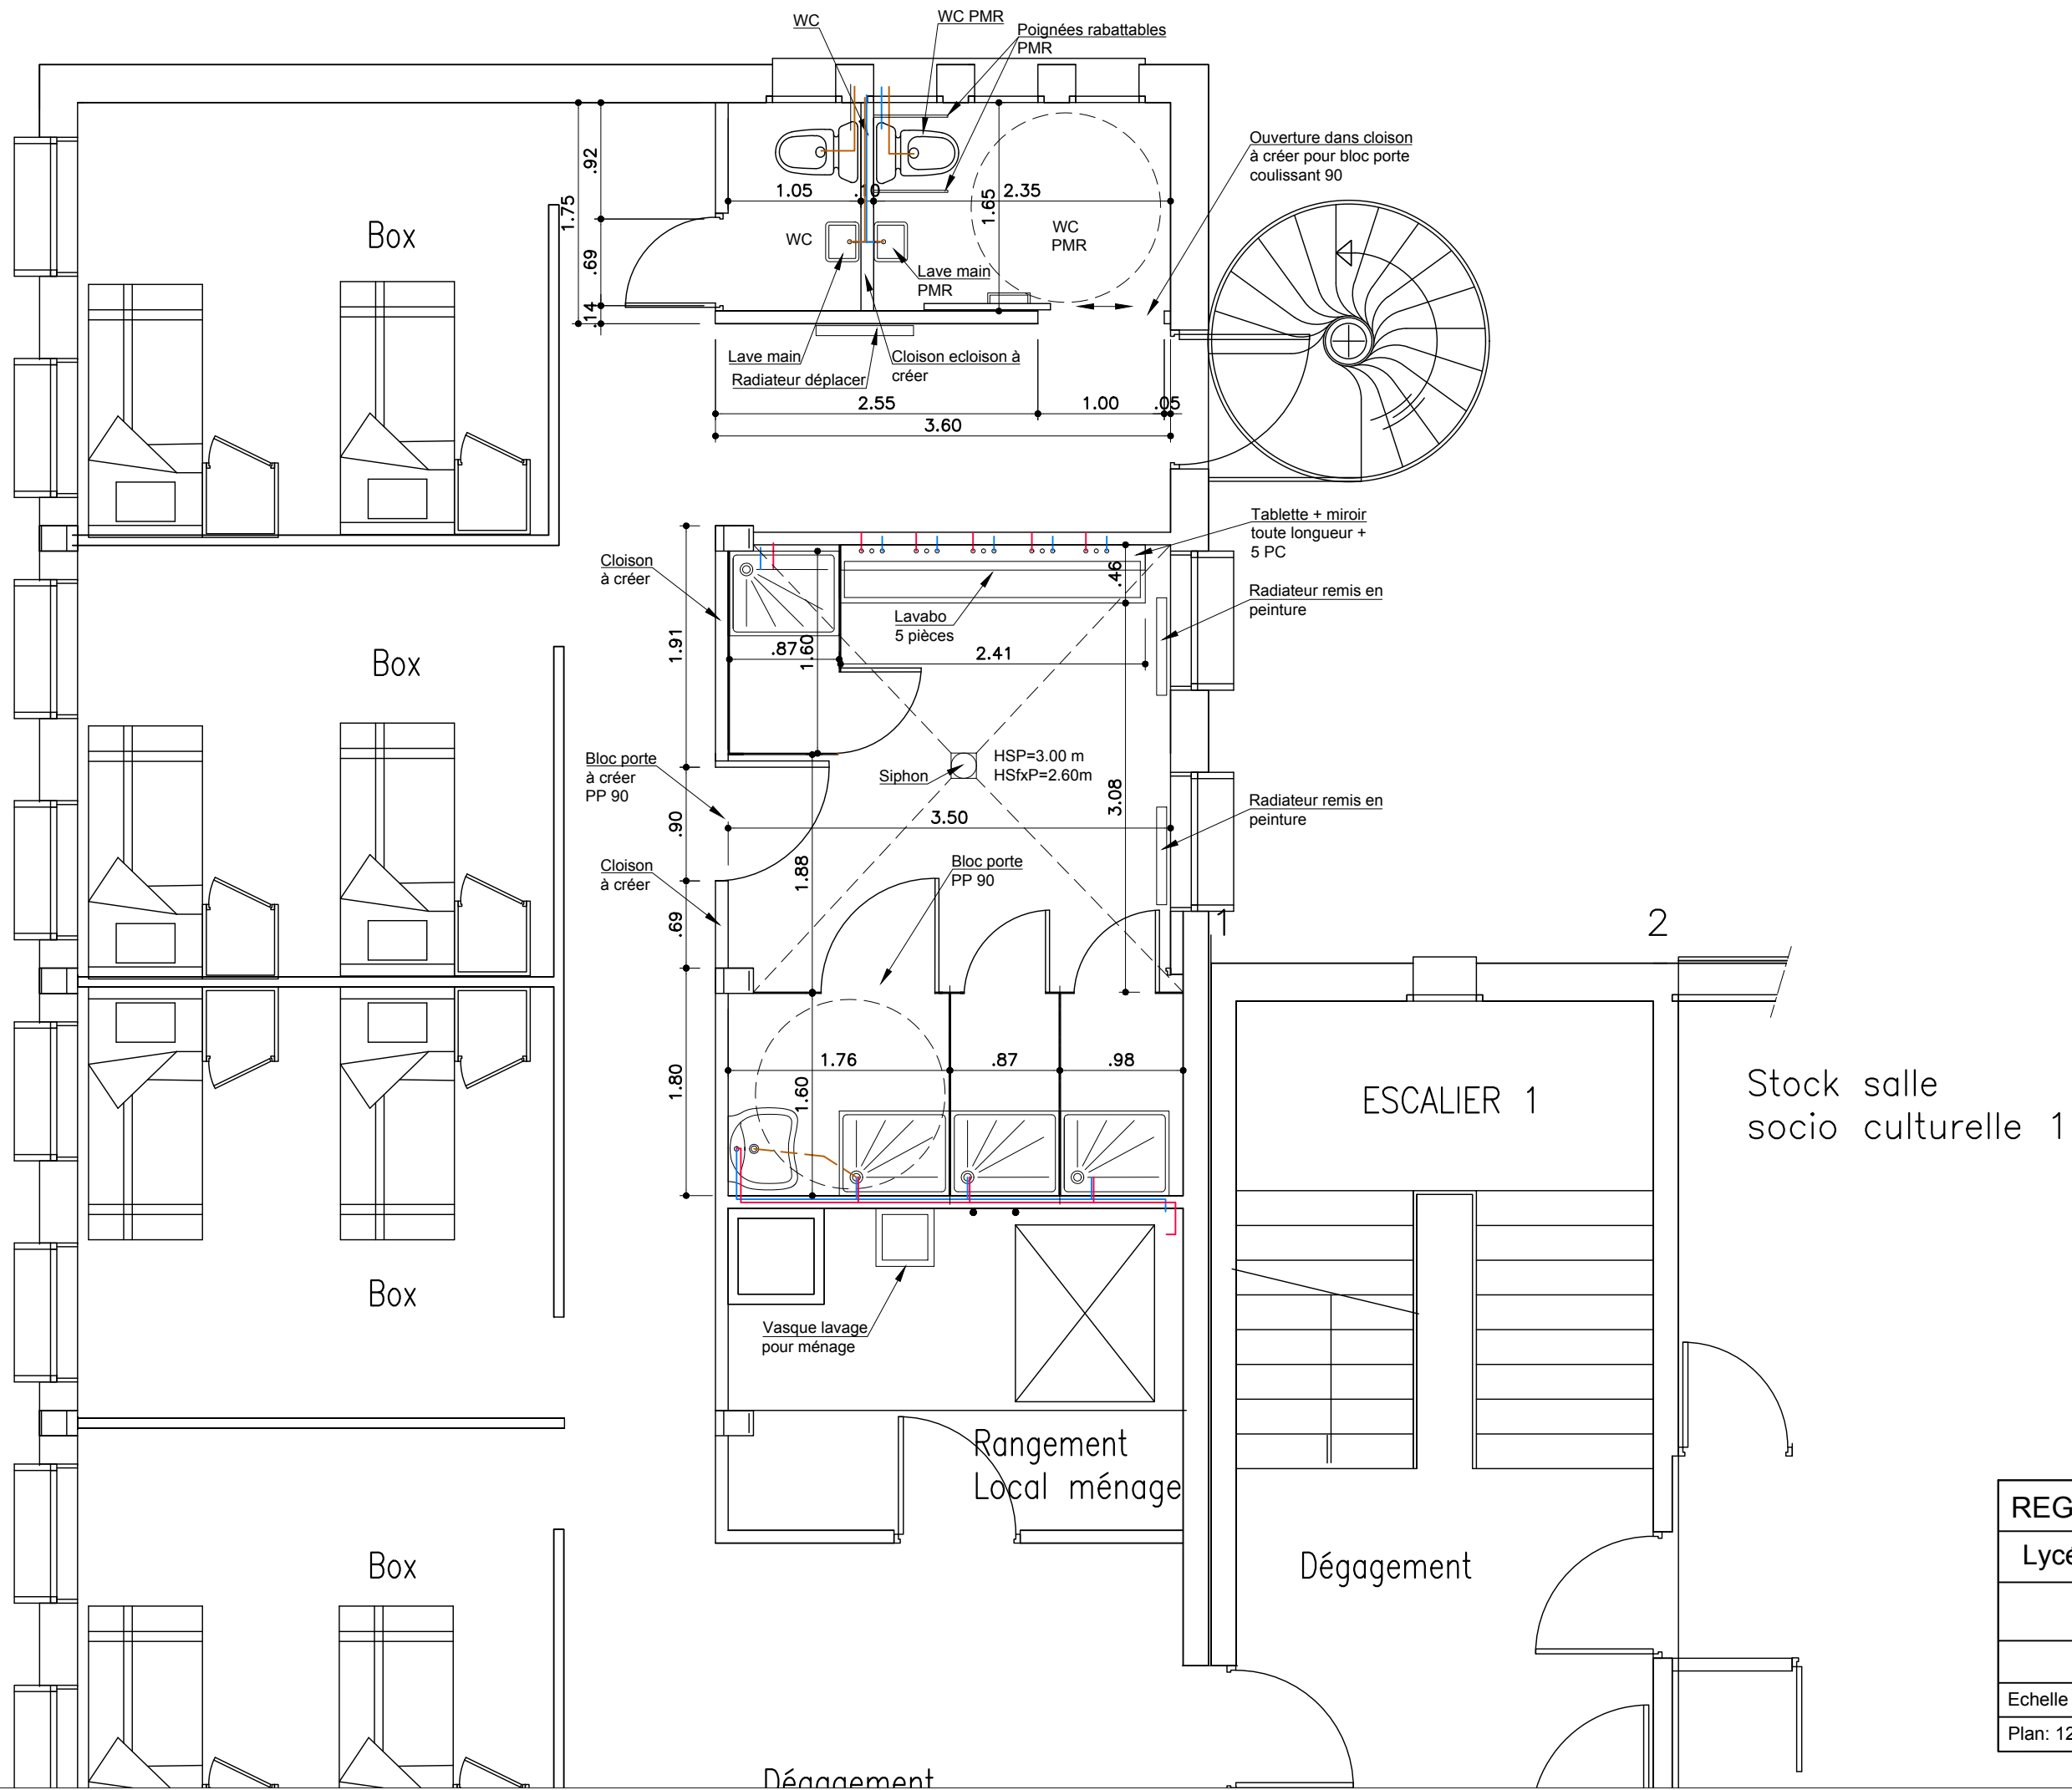 WC
WC PMR
Poignées rabattables
PMR
Ouverture dans cloison
à créer pour bloc porte
coulissant 90
Box
1.75
.92
.69
.14
1.05
.10
2.35
1.65
WC
WC
PMR
Lave main
PMR
Lave main
Radiateur déplacer
Cloison ecloison à
créer
2.55
1.00
.05
3.60
Tablette + miroir
toute longueur +
5 PC
Cloison
à créer
.46
Radiateur remis en
peinture
Lavabo
5 pièces
1.91
.87
1.60
2.41
Box
Bloc porte
à créer
PP 90
Siphon
HSP=3.00 m
HSfxP=2.60m
3.08
Radiateur remis en
peinture
.90
3.50
Cloison
à créer
1.88
Bloc porte
PP 90
.69
1
2
1.76
.87
.98
1.80
1.60
ESCALIER 1
Stock salle
socio culturelle 1
Box
Vasque lavage
pour ménage
Rangement
Local ménage
Box
Dégagement
REG
Lycé
Echelle
Plan: 12
Dégagement